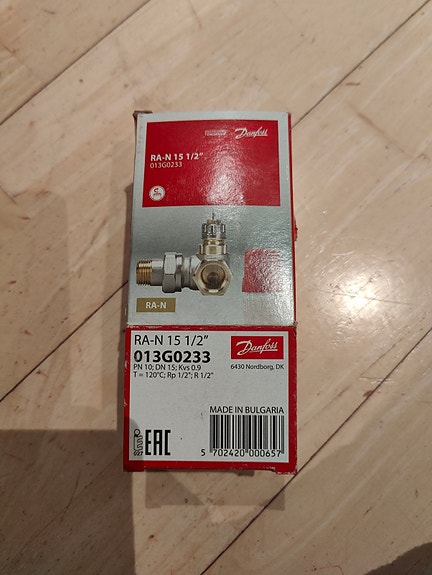 Danfoss
RA-N 15 1/2"
013G0233
RA-N
RA-N 15 1/2"
013G0233
PN 10; DN 15; Kvs 0.9
T = 120°C; Rp 1/2"; R 1/2"
Danfoss
6430 Nordborg, DK
MADE IN BULGARIA
EAC
5 702420 000657